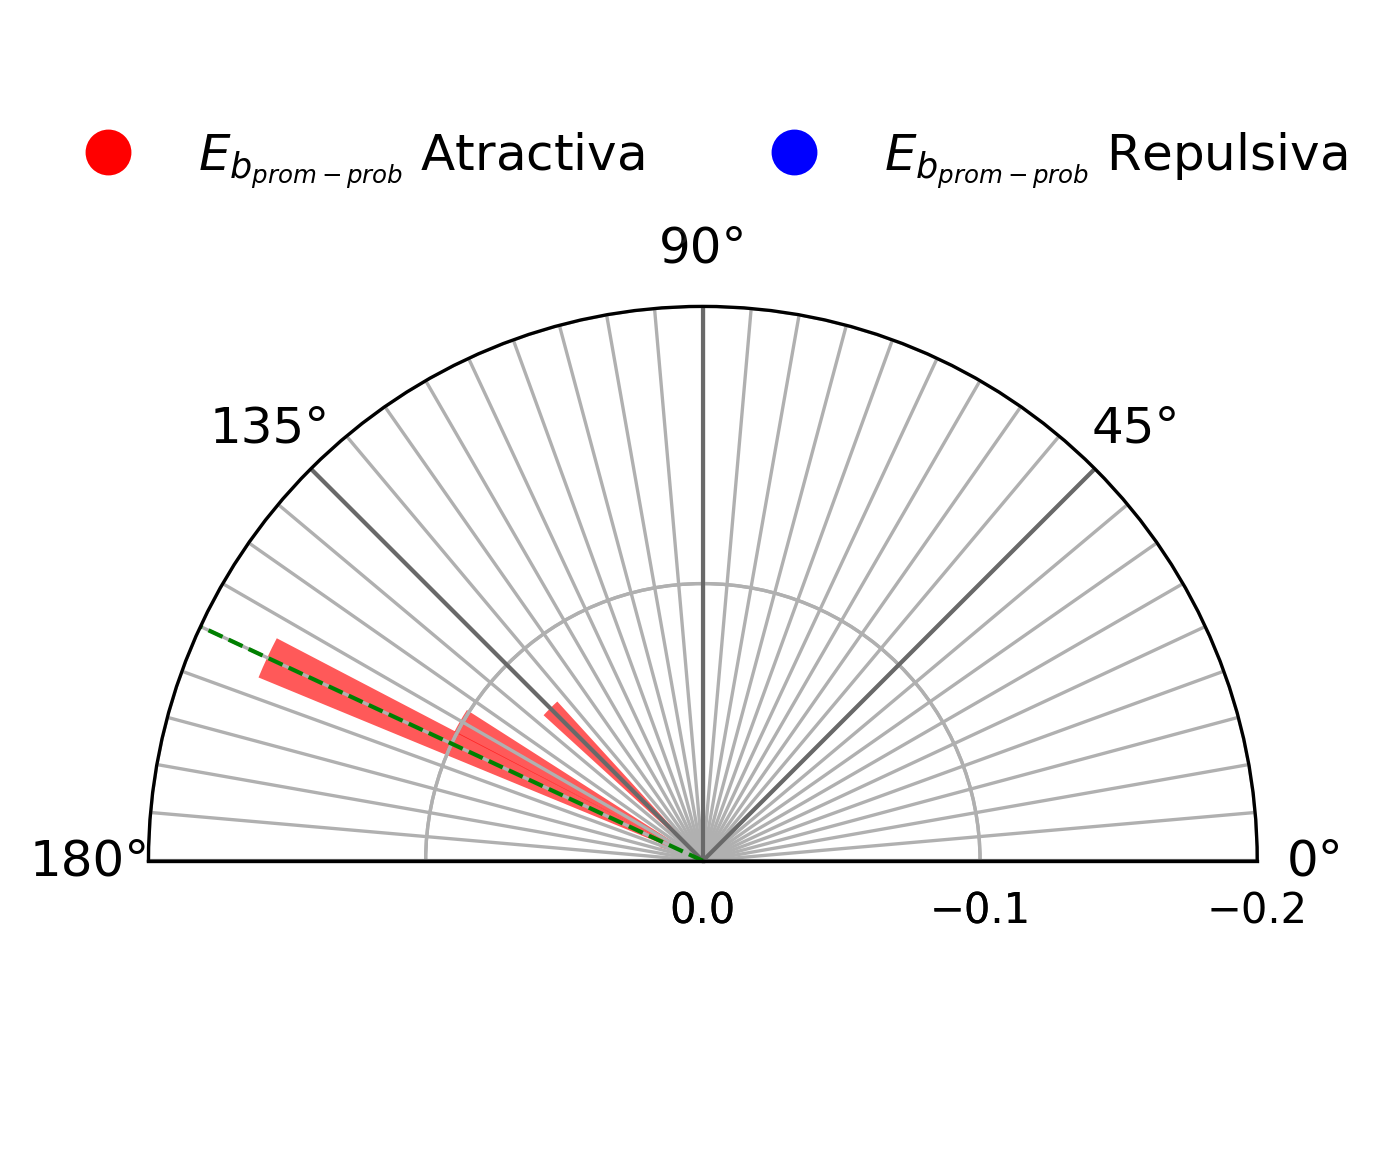 E_{b_{prom-prob}} Atractiva E_{b_{prom-prob}} Repulsiva
90°
135° 45°
180° 0°
0.0 −0.1 −0.2